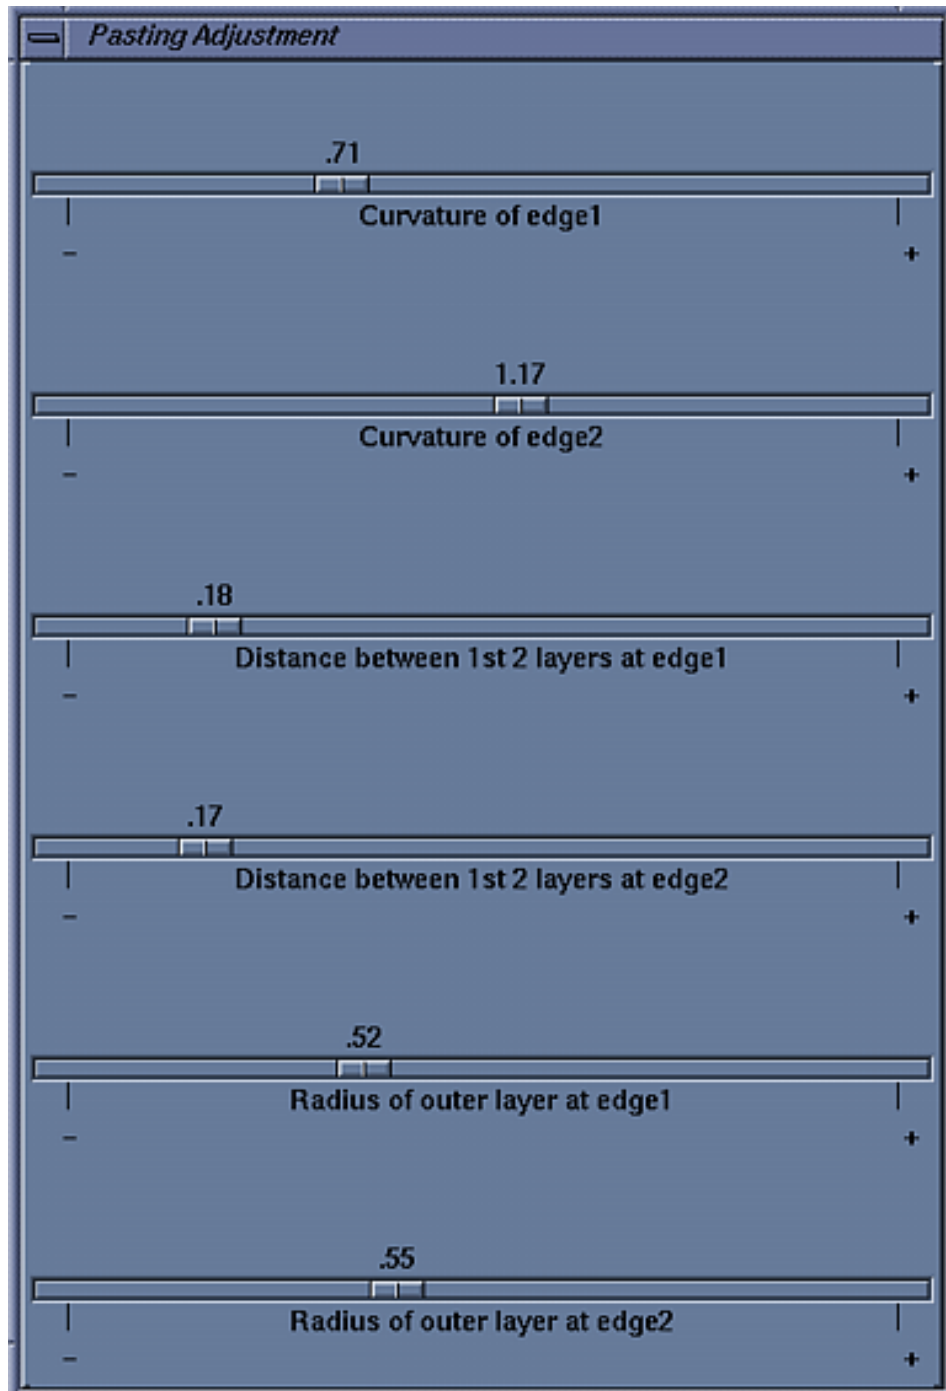 Pasting Adjustment
.71
Curvature of edge1
- +
1.17
Curvature of edge2
- +
.18
Distance between 1st 2 layers at edge1
- +
.17
Distance between 1st 2 layers at edge2
- +
.52
Radius of outer layer at edge1
- +
.55
Radius of outer layer at edge2
- +